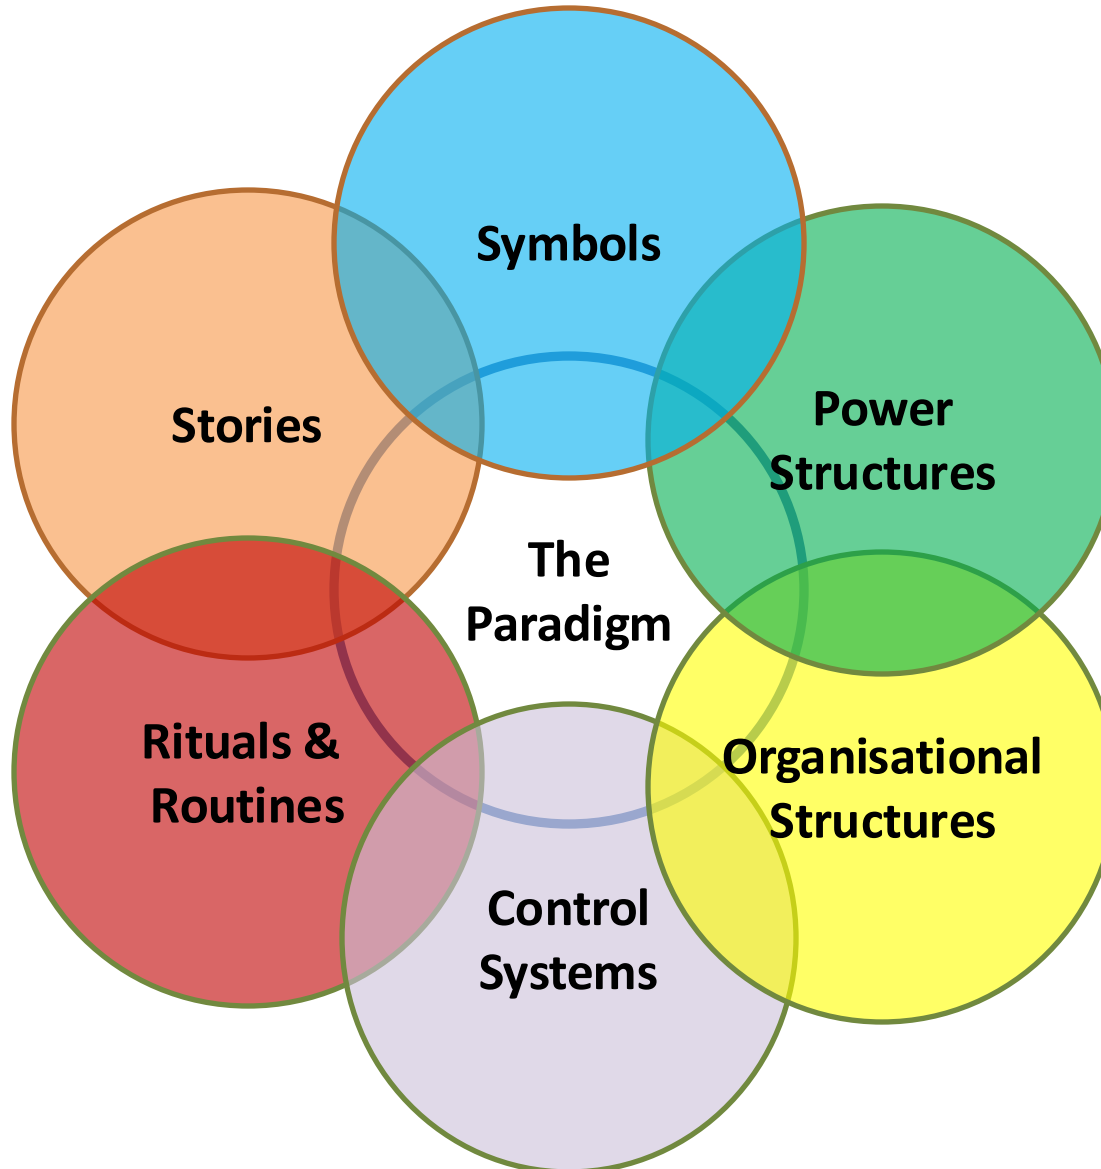 Symbols
Stories
Power
Structures
The
Paradigm
Rituals &
Routines
Organisational
Structures
Control
Systems